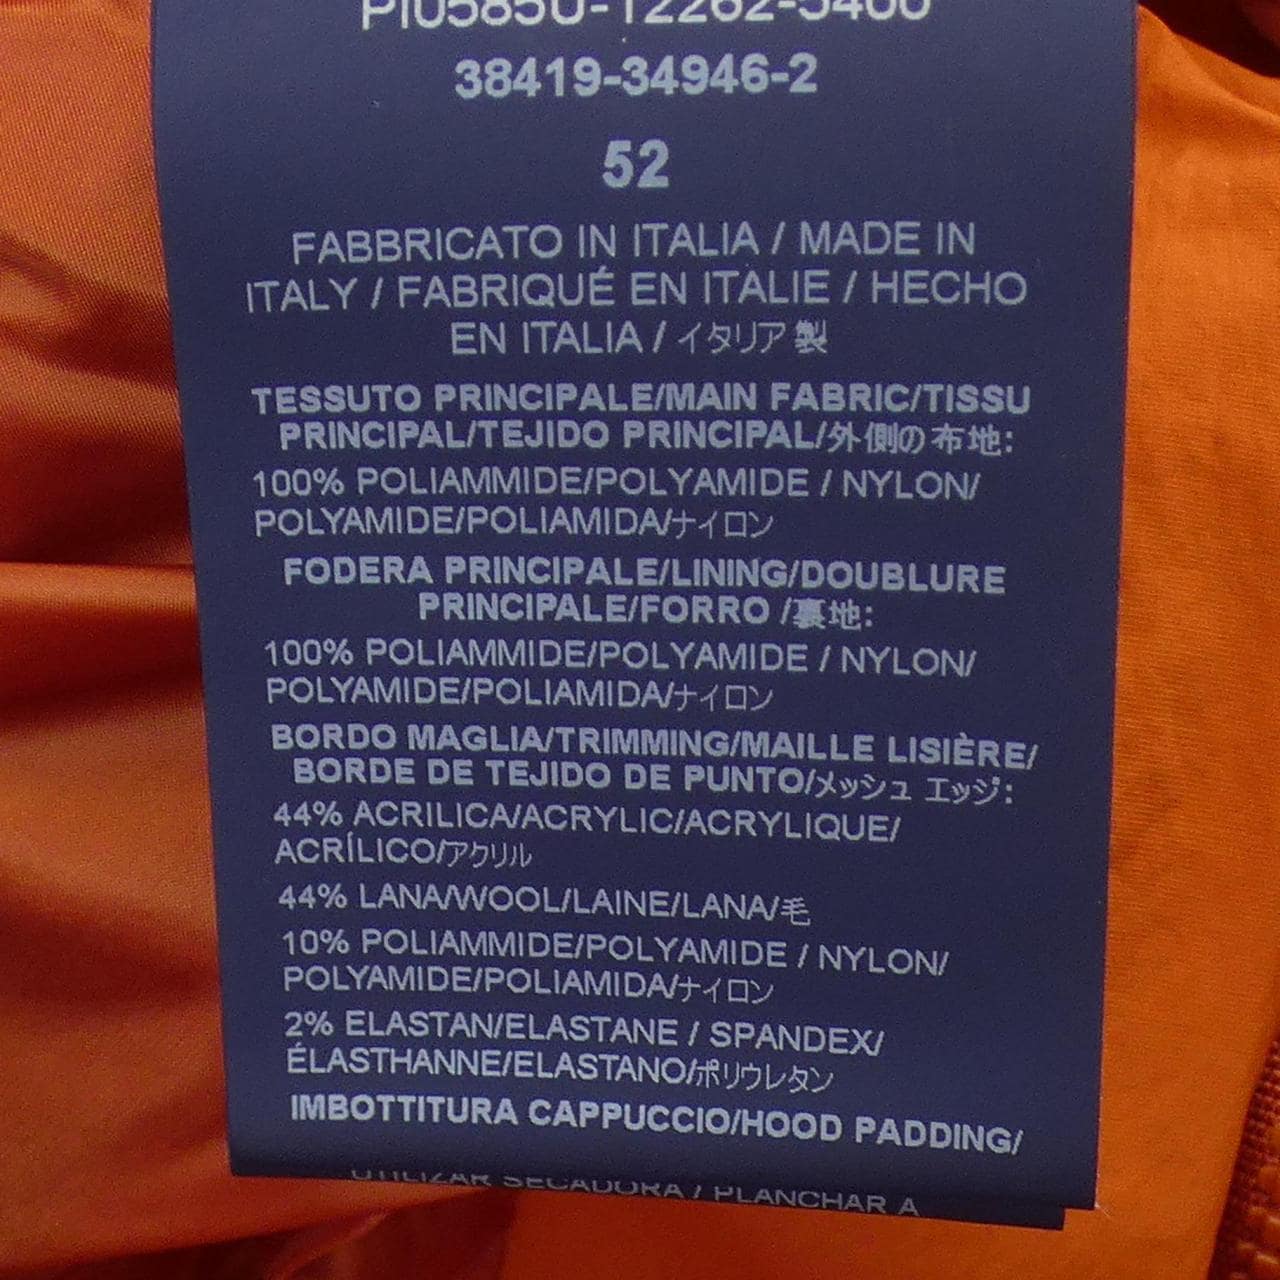 PI0585U-12262-5400
38419-34946-2
52
FABBRICATO IN ITALIA / MADE IN
ITALY / FABRIQUÉ EN ITALIE / HECHO
EN ITALIA / イタリア製
TESSUTO PRINCIPALE/MAIN FABRIC/TISSU
PRINCIPAL/TEJIDO PRINCIPAL/外側の布地:
100% POLIAMMIDE/POLYAMIDE / NYLON/
POLYAMIDE/POLIAMIDA/ナイロン
FODERA PRINCIPALE/LINING/DOUBLURE
PRINCIPALE/FORRO /裏地:
100% POLIAMMIDE/POLYAMIDE / NYLON/
POLYAMIDE/POLIAMIDA/ナイロン
BORDO MAGLIA/TRIMMING/MAILLE LISIÈRE/
BORDE DE TEJIDO DE PUNTO/メッシュ エッジ:
44% ACRILICA/ACRYLIC/ACRYLIQUE/
ACRÍLICO/アクリル
44% LANA/WOOL/LAINE/LANA/毛
10% POLIAMMIDE/POLYAMIDE / NYLON/
POLYAMIDE/POLIAMIDA/ナイロン
2% ELASTAN/ELASTANE / SPANDEX/
ÉLASTHANNE/ELASTANO/ポリウレタン
IMBOTTITURA CAPPUCCIO/HOOD PADDING/
UTILIZAR SECADORA / PLANCHAR A